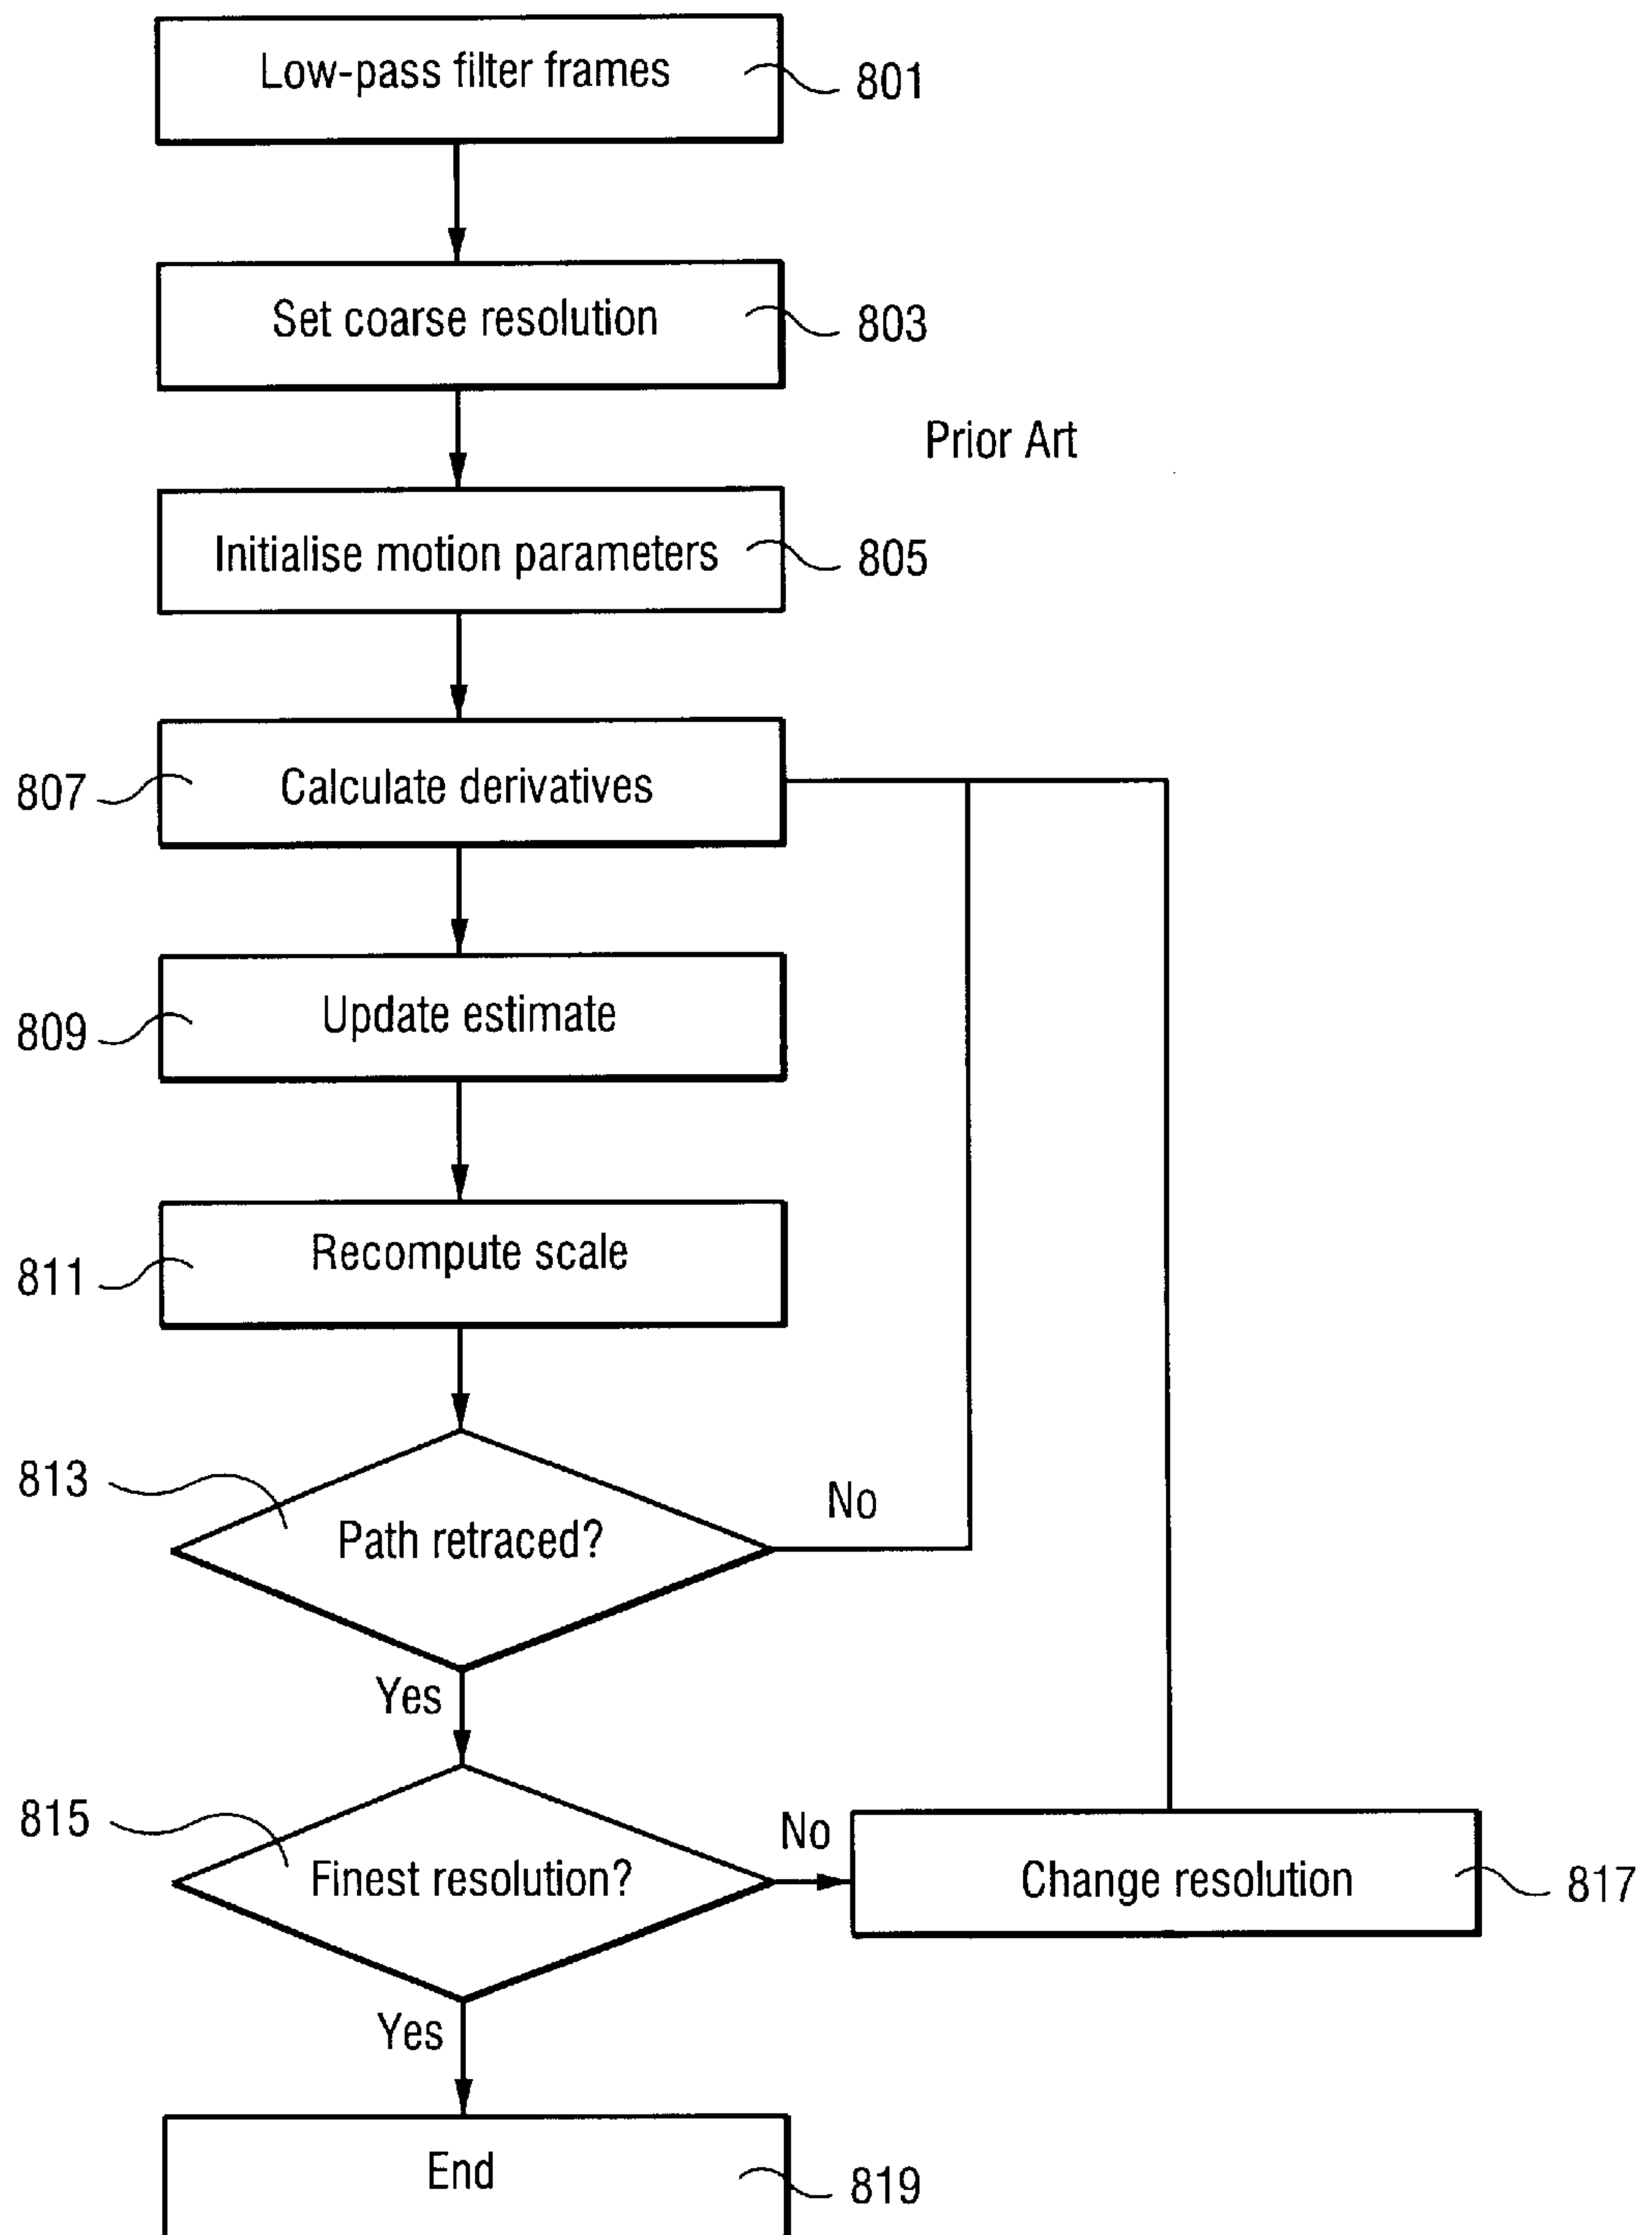 Low-pass filter frames
801
Set coarse resolution
803
Prior Art
Initialise motion parameters
805
807
Calculate derivatives
809
Update estimate
811
Recompute scale
813
Path retraced?
No
Yes
815
Finest resolution?
No
Change resolution
817
Yes
End
819